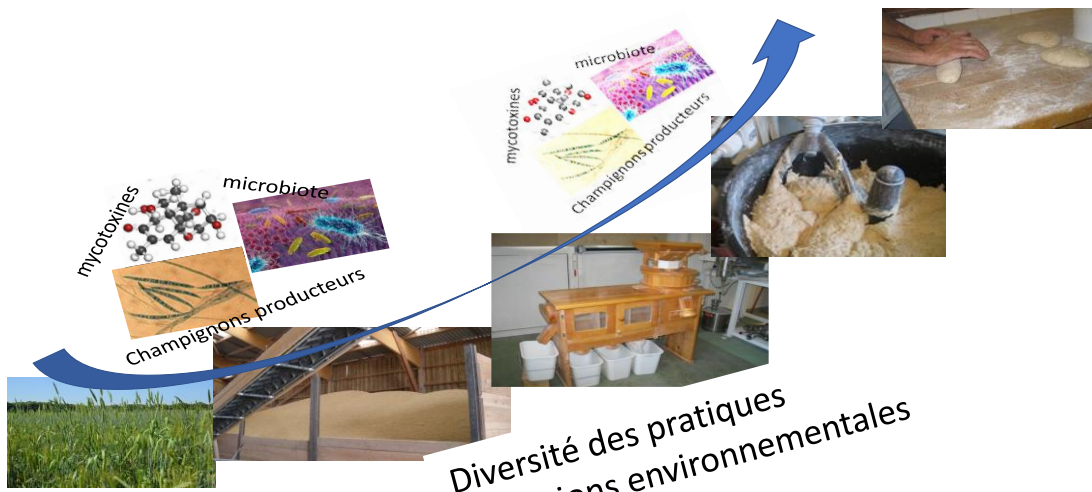 microbiote
mycotoxines
Champignons producteurs
microbiote
mycotoxines
Champignons producteurs
Diversité des pratiques
environnementales